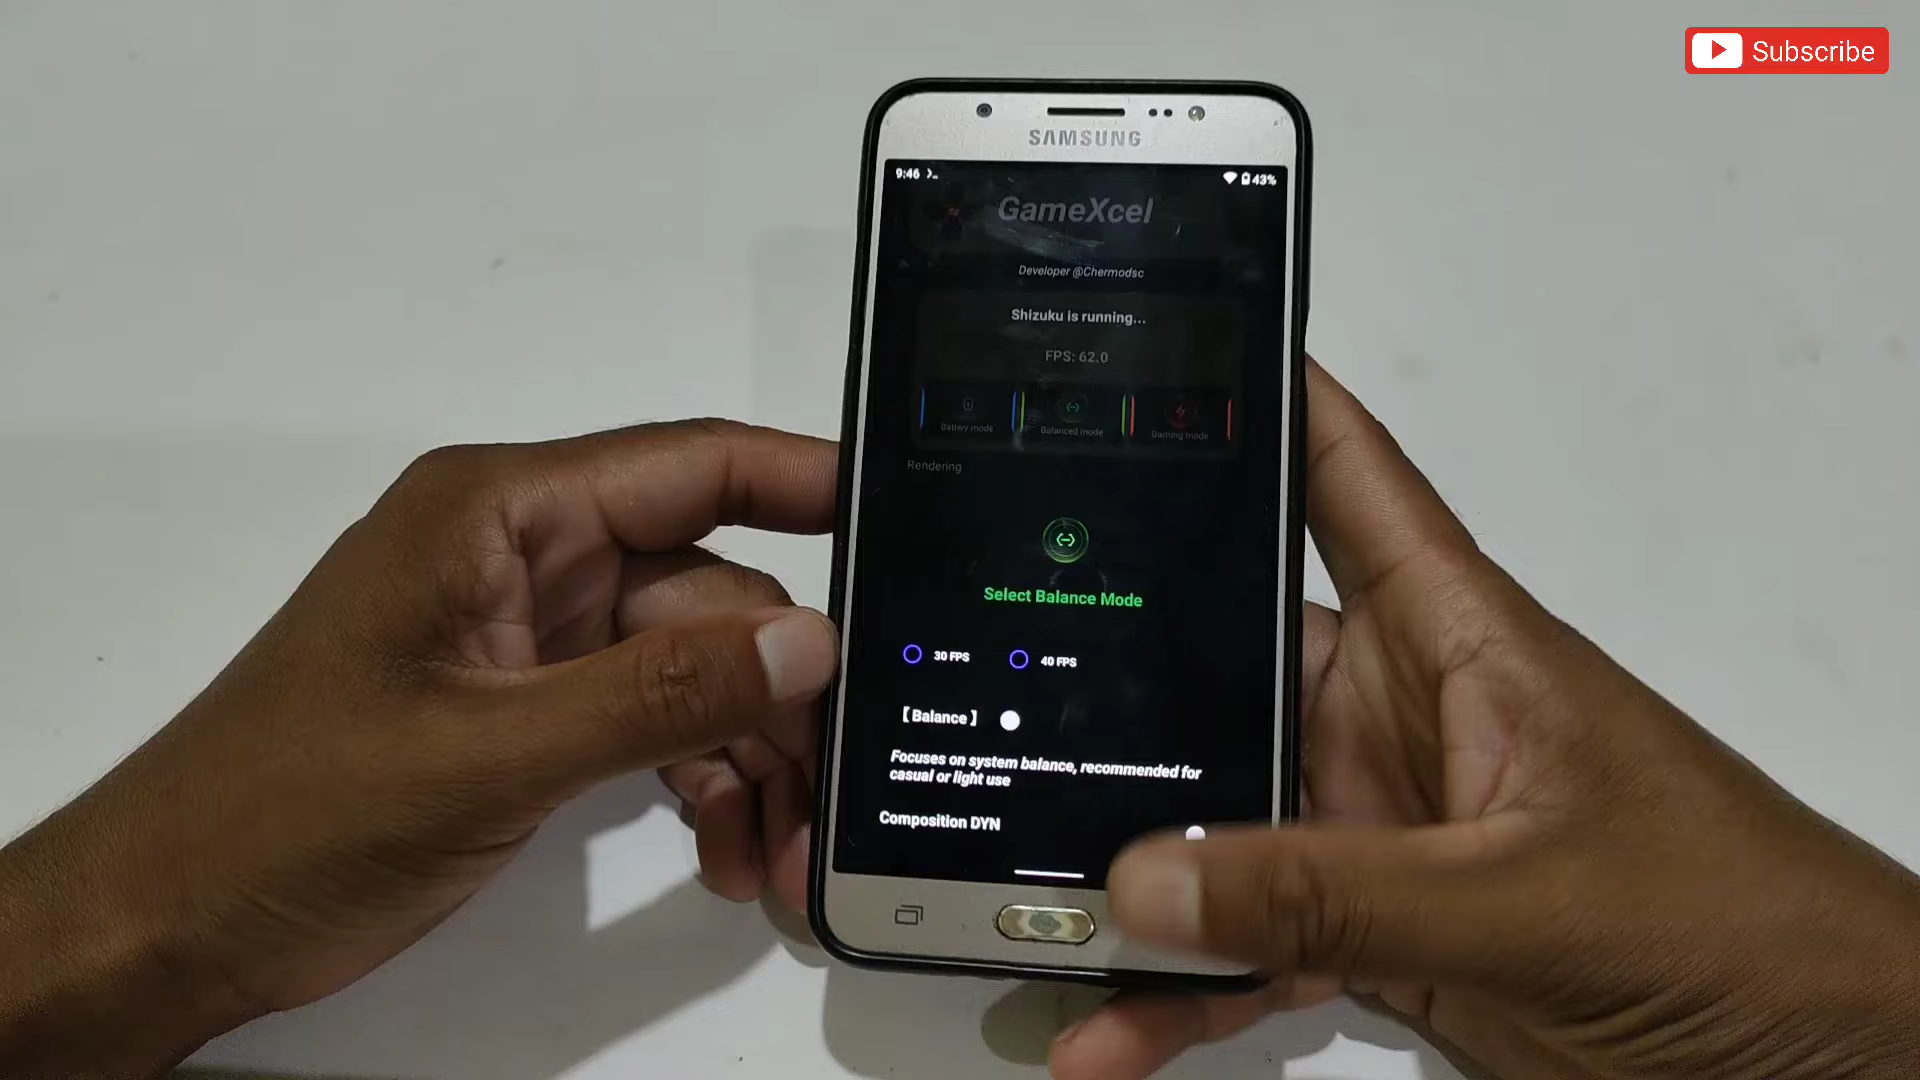 Subscribe
SAMSUNG
9:46
43%
GameXcel
Developer @Chermodsc
Shizuku is running...
FPS: 62.0
Battery mode
Balanced mode
Gaming mode
Rendering
Select Balance Mode
30 FPS
40 FPS
【Balance】
Focuses on system balance, recommended for
casual or light use
Composition DYN